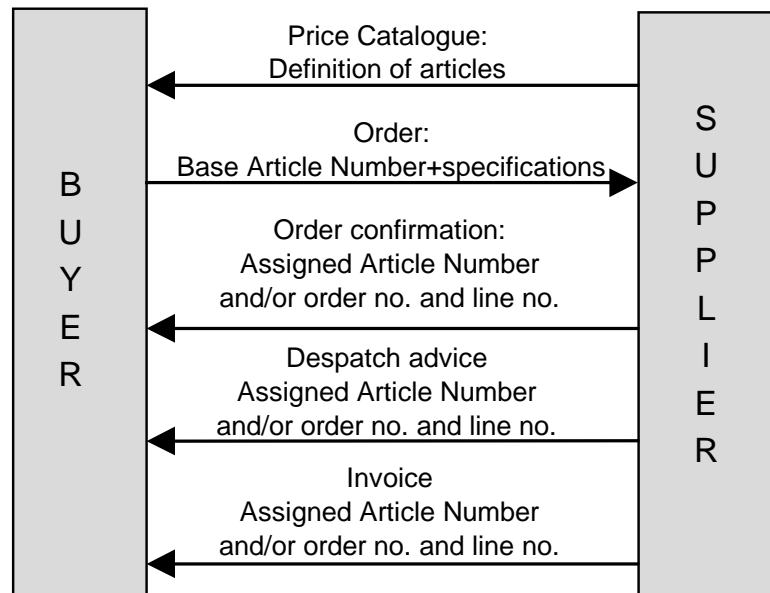 Price Catalogue:
Definition of articles
Order:
Base Article Number+specifications
Order confirmation:
Assigned Article Number
and/or order no. and line no.
Despatch advice
Assigned Article Number
and/or order no. and line no.
Invoice
Assigned Article Number
and/or order no. and line no.
BUYER
SUPPLIER